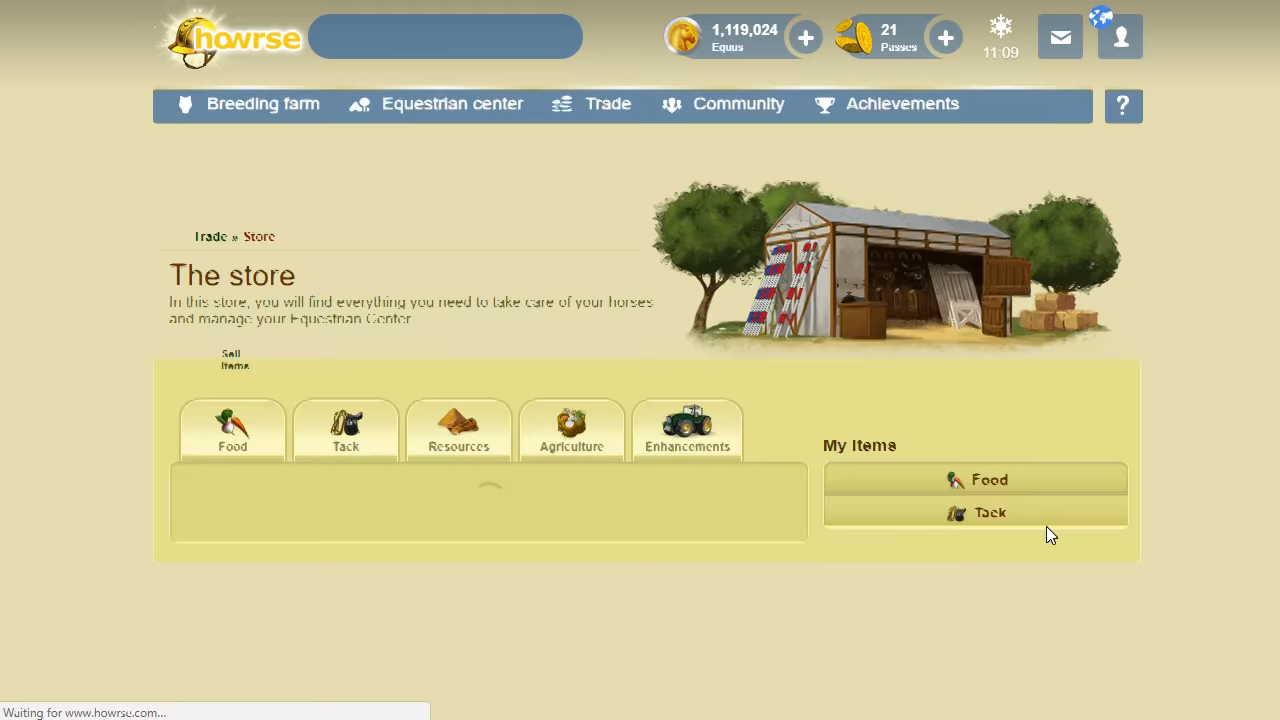 howrse
1,119,024
Equus
+
21
Passes
+
11:09
Breeding farm
Equestrian center
Trade
Community
Achievements
?
Trade » Store
The store
In this store, you will find everything you need to take care of your horses
and manage your Equestrian Center
Sell
Items
Food
Tack
Resources
Agriculture
Enhancements
My Items
Food
Tack
Waiting for www.howrse.com...